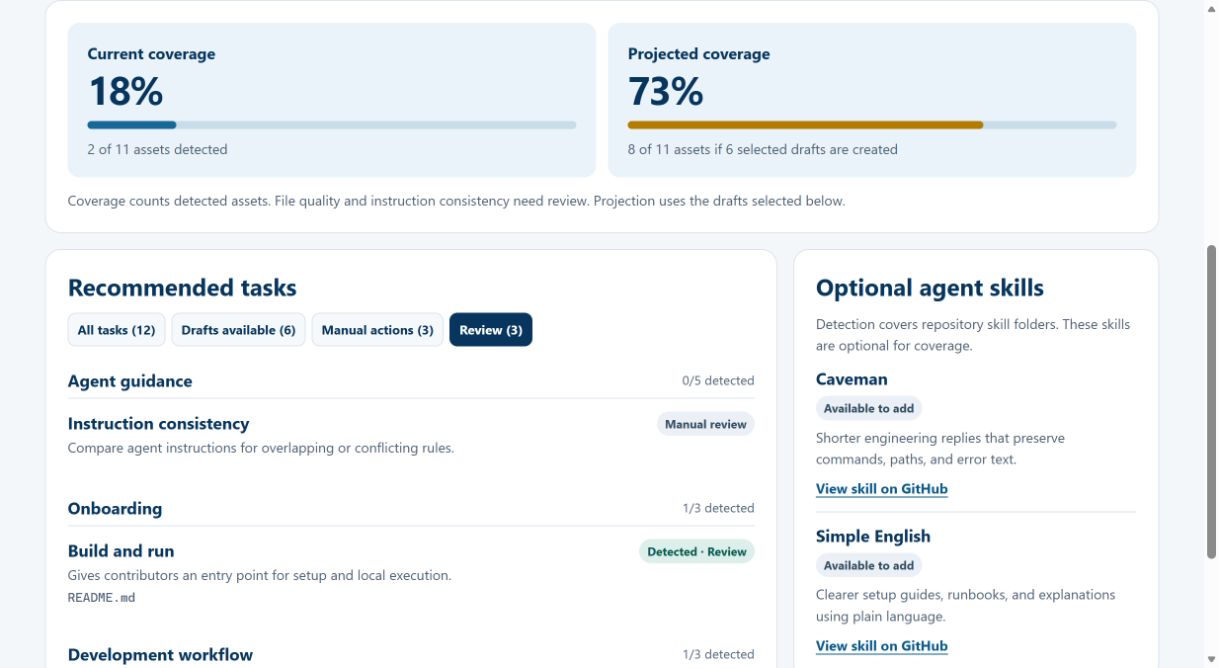 Current coverage
18%
2 of 11 assets detected
Projected coverage
73%
8 of 11 assets if 6 selected drafts are created
Coverage counts detected assets. File quality and instruction consistency need review. Projection uses the drafts selected below.
Recommended tasks
All tasks (12)
Drafts available (6)
Manual actions (3)
Review (3)
Agent guidance
0/5 detected
Instruction consistency
Manual review
Compare agent instructions for overlapping or conflicting rules.
Onboarding
1/3 detected
Build and run
Detected · Review
Gives contributors an entry point for setup and local execution.
README.md
Development workflow
1/3 detected
Optional agent skills
Detection covers repository skill folders. These skills
are optional for coverage.
Caveman
Available to add
Shorter engineering replies that preserve
commands, paths, and error text.
View skill on GitHub
Simple English
Available to add
Clearer setup guides, runbooks, and explanations
using plain language.
View skill on GitHub